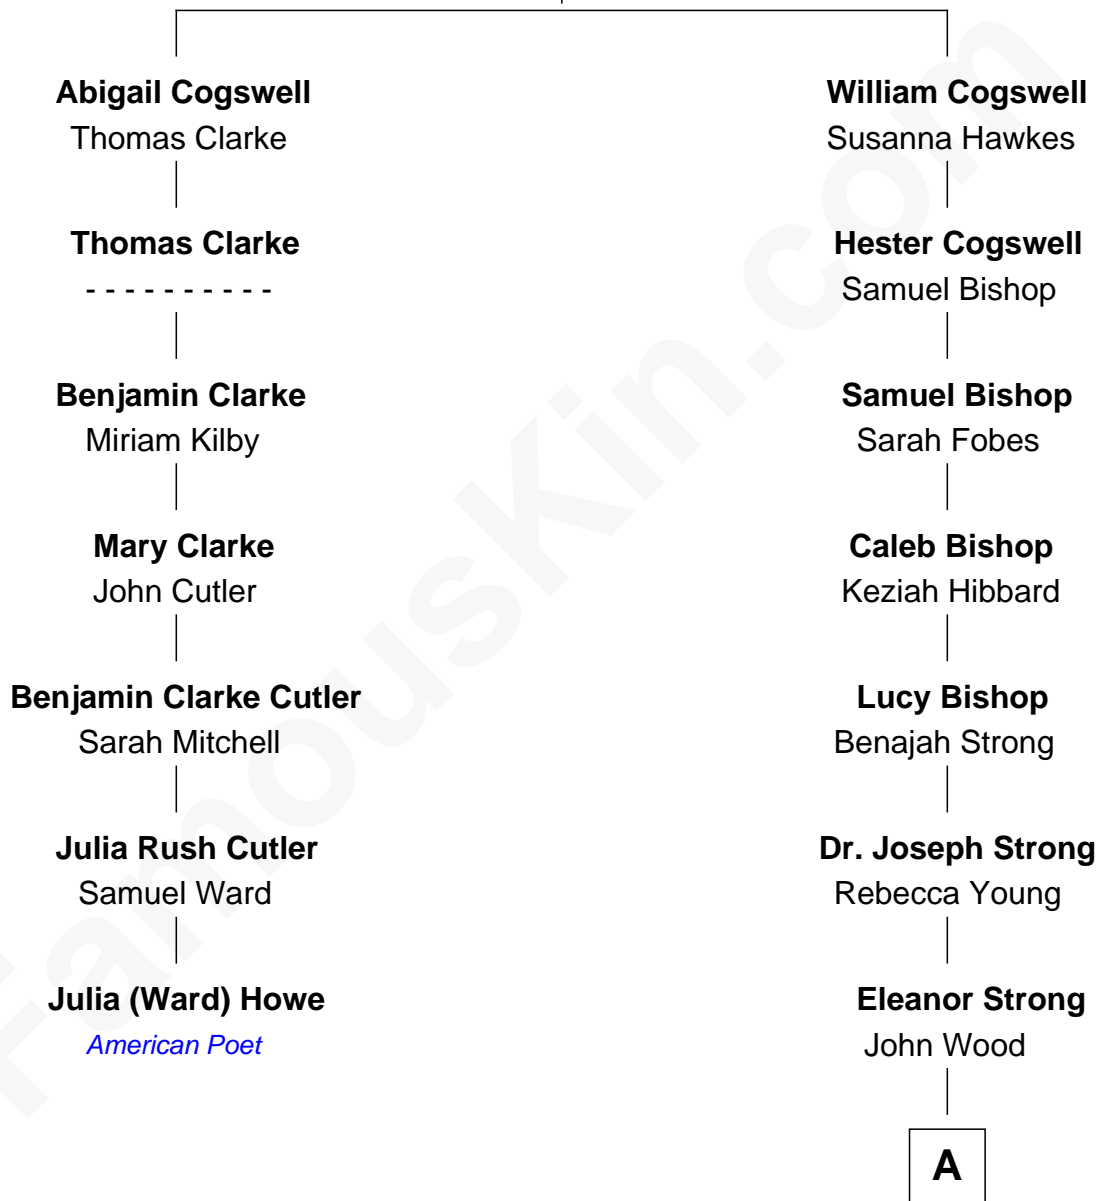 Abigail Cogswell
Thomas Clarke
Thomas Clarke
- - - - - - - - - -
Benjamin Clarke
Miriam Kilby
Mary Clarke
John Cutler
Benjamin Clarke Cutler
Sarah Mitchell
Julia Rush Cutler
Samuel Ward
Julia (Ward) Howe
American Poet
William Cogswell
Susanna Hawkes
Hester Cogswell
Samuel Bishop
Samuel Bishop
Sarah Fobes
Caleb Bishop
Keziah Hibbard
Lucy Bishop
Benajah Strong
Dr. Joseph Strong
Rebecca Young
Eleanor Strong
John Wood
A
FamousKin.com